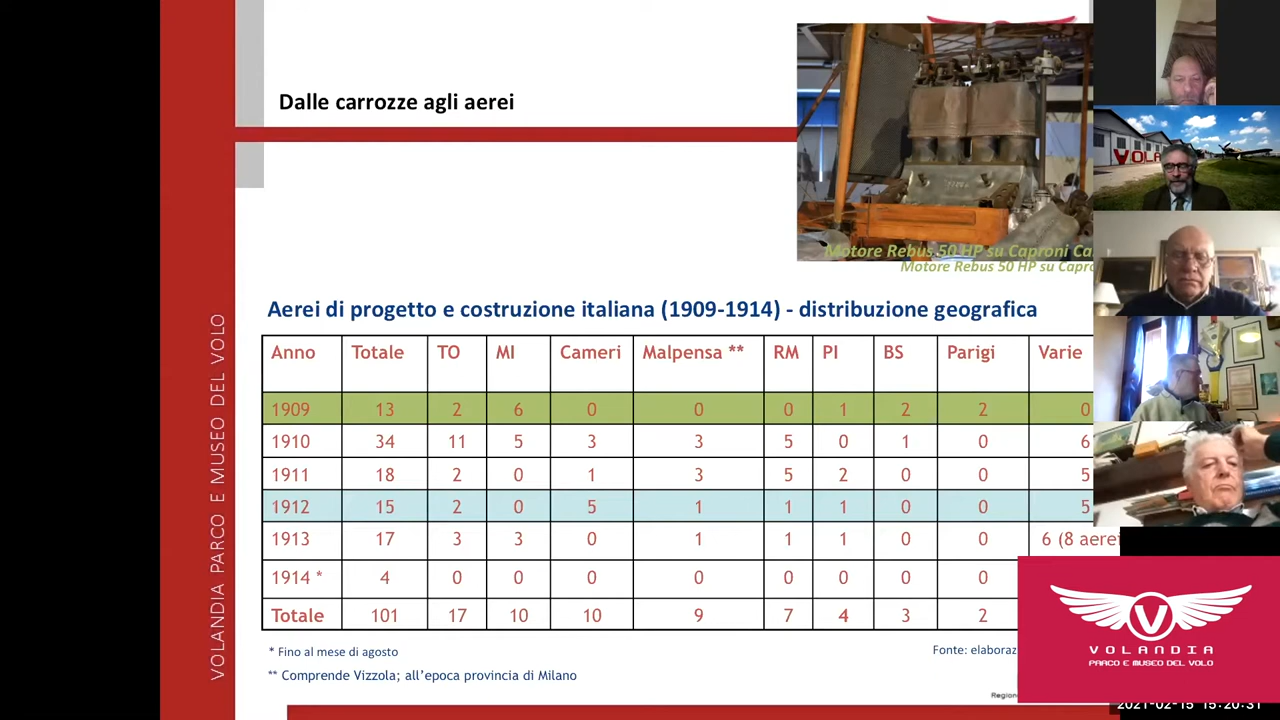 Dalle carrozze agli aerei
Motore Rebus 50 HP su Caproni Ca
Motore Rebus 50 HP su Capro
VOLANDIA PARCO E MUSEO DEL VOLO
Aerei di progetto e costruzione italiana (1909-1914) - distribuzione geografica
Anno Totale TO MI Cameri Malpensa ** RM PI BS Parigi Varie
1909 13 2 6 0 0 0 1 2 2 0
1910 34 11 5 3 3 5 0 1 0 6
1911 18 2 0 1 3 5 2 0 0 5
1912 15 2 0 5 1 1 1 0 0 5
1913 17 3 3 0 1 1 1 0 0 6 (8 aerei
1914 * 4 0 0 0 0 0 0 0 0
Totale 101 17 10 10 9 7 4 3 2
* Fino al mese di agosto
Fonte: elaboraz
** Comprende Vizzola; all'epoca provincia di Milano
Region
VOLA
V
VOLANDIA
PARCO E MUSEO DEL VOLO
2021-02-15 15:20:31